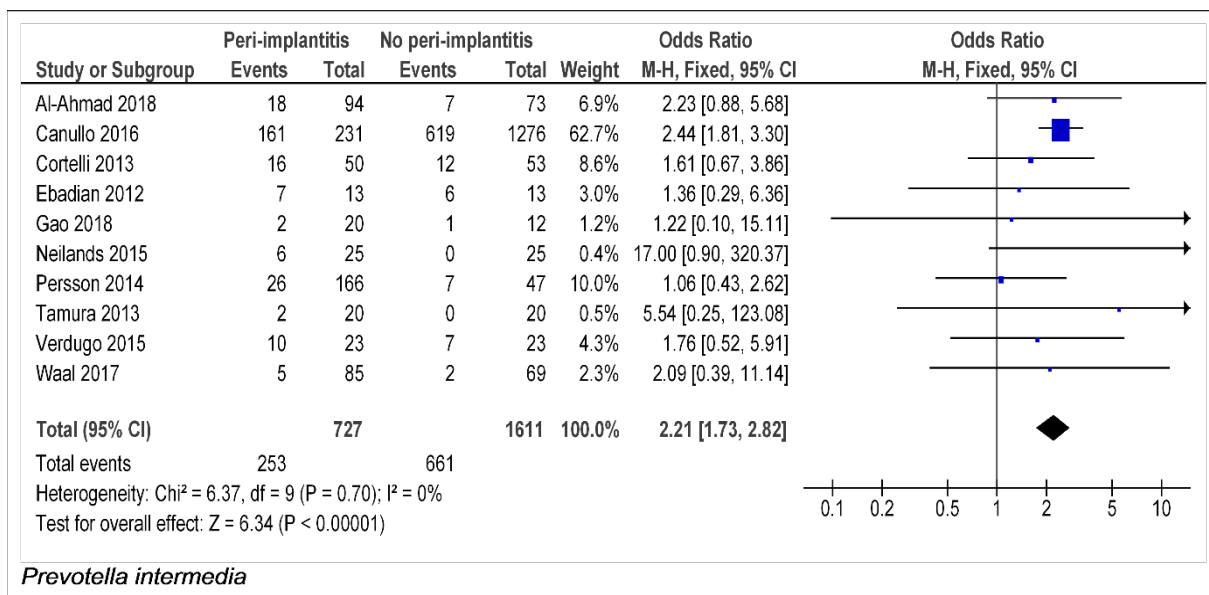 Peri-implantitis No peri-implantitis Odds Ratio Odds Ratio
Study or Subgroup Events Total Events Total Weight M-H, Fixed, 95% CI M-H, Fixed, 95% CI
Al-Ahmad 2018 18 94 7 73 6.9% 2.23 [0.88, 5.68]
Canullo 2016 161 231 619 1276 62.7% 2.44 [1.81, 3.30]
Cortelli 2013 16 50 12 53 8.6% 1.61 [0.67, 3.86]
Ebadian 2012 7 13 6 13 3.0% 1.36 [0.29, 6.36]
Gao 2018 2 20 1 12 1.2% 1.22 [0.10, 15.11]
Neilands 2015 6 25 0 25 0.4% 17.00 [0.90, 320.37]
Persson 2014 26 166 7 47 10.0% 1.06 [0.43, 2.62]
Tamura 2013 2 20 0 20 0.5% 5.54 [0.25, 123.08]
Verdugo 2015 10 23 7 23 4.3% 1.76 [0.52, 5.91]
Waal 2017 5 85 2 69 2.3% 2.09 [0.39, 11.14]
Total (95% CI) 727 1611 100.0% 2.21 [1.73, 2.82]
Total events 253 661
Heterogeneity: Chi² = 6.37, df = 9 (P = 0.70); I² = 0%
Test for overall effect: Z = 6.34 (P < 0.00001)
0.1 0.2 0.5 1 2 5 10
Prevotella intermedia